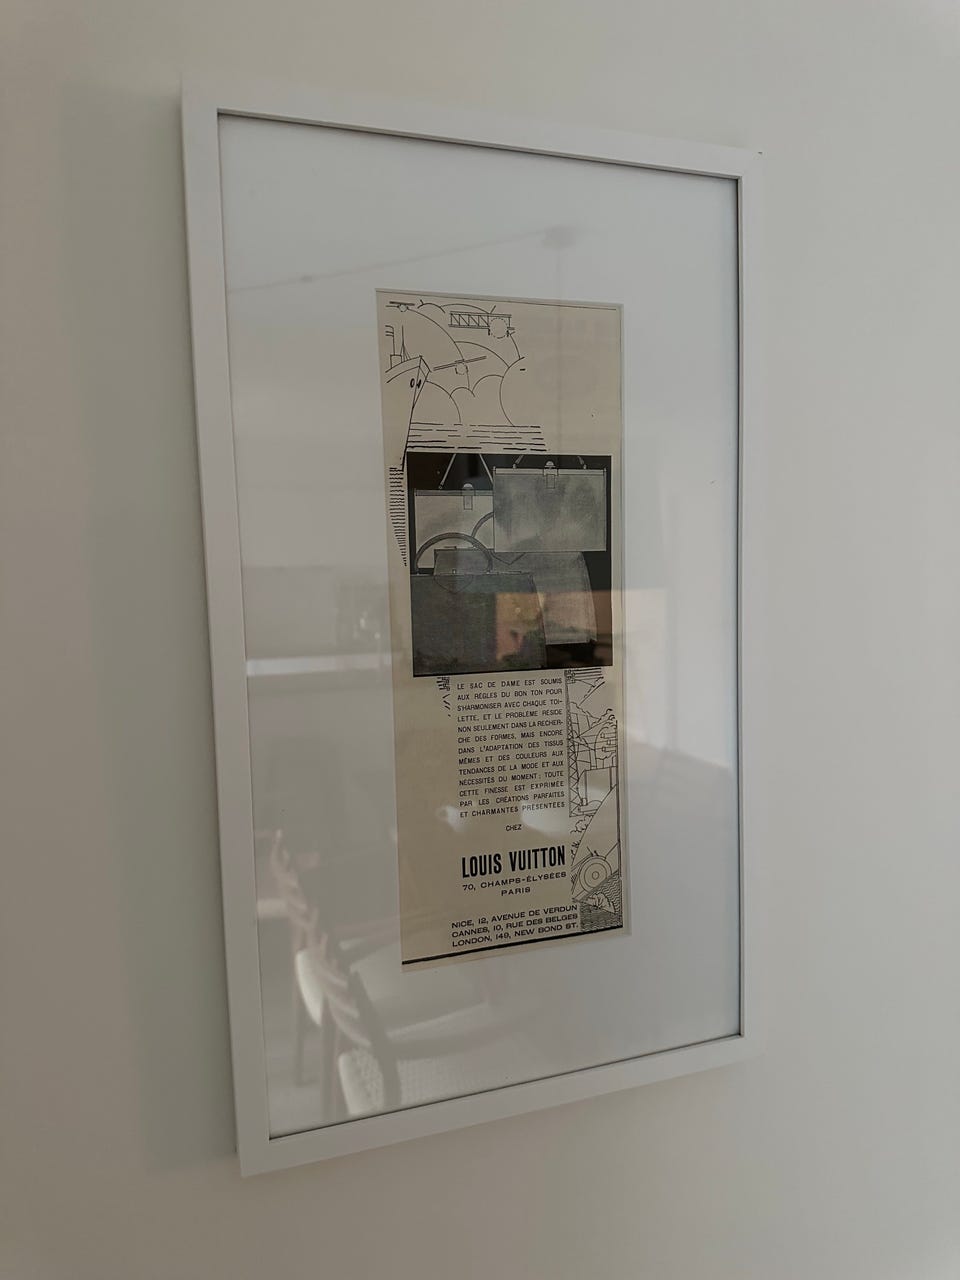 LE SAC DE DAME EST SOUMIS
AUX RÈGLES DU BON TON POUR
S'HARMONISER AVEC CHAQUE TOI-
LETTE, ET LE PROBLÈME RÉSIDE
NON SEULEMENT DANS LA RECHER-
CHE DES FORMES, MAIS ENCORE
DANS L'ADAPTATION DES TISSUS
MÊMES ET DES COULEURS AUX
TENDANCES DE LA MODE ET AUX
NÉCESSITÉS DU MOMENT ; TOUTE
CETTE FINESSE EST EXPRIMÉE
PAR LES CRÉATIONS PARFAITES
ET CHARMANTES PRÉSENTÉES
CHEZ
LOUIS VUITTON
70, CHAMPS-ÉLYSÉES
PARIS
NICE, 12, AVENUE DE VERDUN
CANNES, 10, RUE DES BELGES
LONDON, 149, NEW BOND ST.